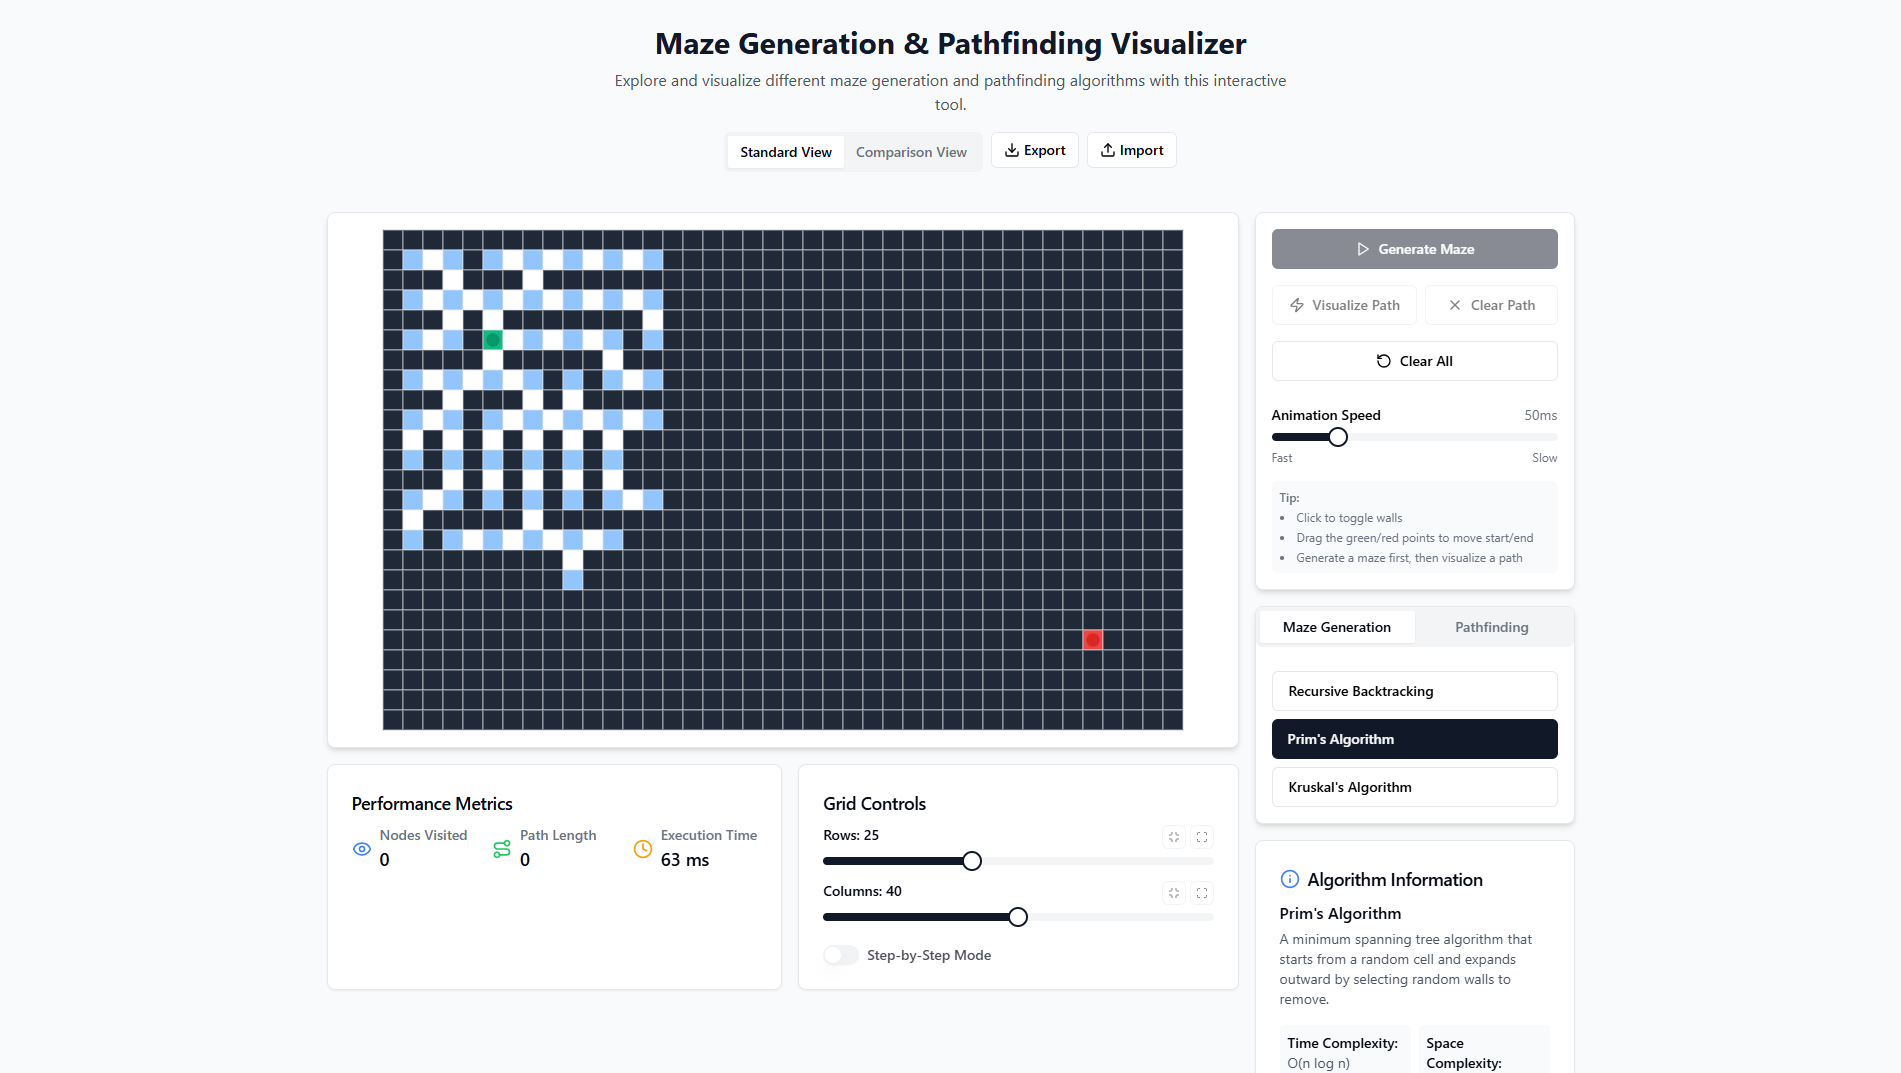 Maze Generation & Pathfinding Visualizer
Explore and visualize different maze generation and pathfinding algorithms with this interactive
tool.
Standard View
Comparison View
Export
Import
Generate Maze
Visualize Path
Clear Path
Clear All
Animation Speed
50ms
Fast
Slow
Tip:
Click to toggle walls
Drag the green/red points to move start/end
Generate a maze first, then visualize a path
Maze Generation
Pathfinding
Recursive Backtracking
Prim's Algorithm
Kruskal's Algorithm
Performance Metrics
Nodes Visited
0
Path Length
0
Execution Time
63 ms
Grid Controls
Rows: 25
Columns: 40
Step-by-Step Mode
Algorithm Information
Prim's Algorithm
A minimum spanning tree algorithm that
starts from a random cell and expands
outward by selecting random walls to
remove.
Time Complexity:
O(n log n)
Space
Complexity: